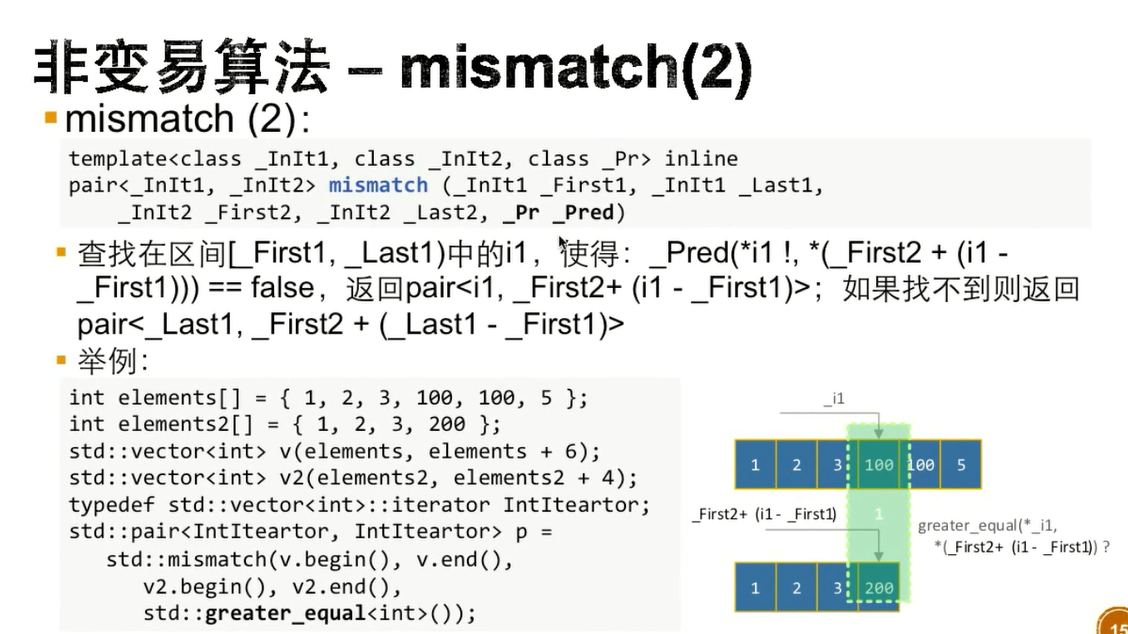 非变易算法 – mismatch(2)
mismatch (2)：
template<class _InIt1, class _InIt2, class _Pr> inline
pair<_InIt1, _InIt2> mismatch (_InIt1 _First1, _InIt1 _Last1,
_InIt2 _First2, _InIt2 _Last2, _Pr _Pred)
查找在区间[_First1, _Last1)中的i1，使得：_Pred(*i1 !, *(_First2 + (i1 -
_First1))) == false，返回pair<i1, _First2+ (i1 - _First1)>；如果找不到则返回
pair<_Last1, _First2 + (_Last1 - _First1)>
举例：
int elements[] = { 1, 2, 3, 100, 100, 5 };
int elements2[] = { 1, 2, 3, 200 };
std::vector<int> v(elements, elements + 6);
std::vector<int> v2(elements2, elements2 + 4);
typedef std::vector<int>::iterator IntIteartor;
std::pair<IntIteartor, IntIteartor> p =
std::mismatch(v.begin(), v.end(),
v2.begin(), v2.end(),
std::greater_equal<int>());
_i1
1 2 3 100 100 5
_First2+ (i1 - _First1)
1
greater_equal(*_i1,
*(_First2+ (i1 - _First1)) ?
1 2 3 200
15